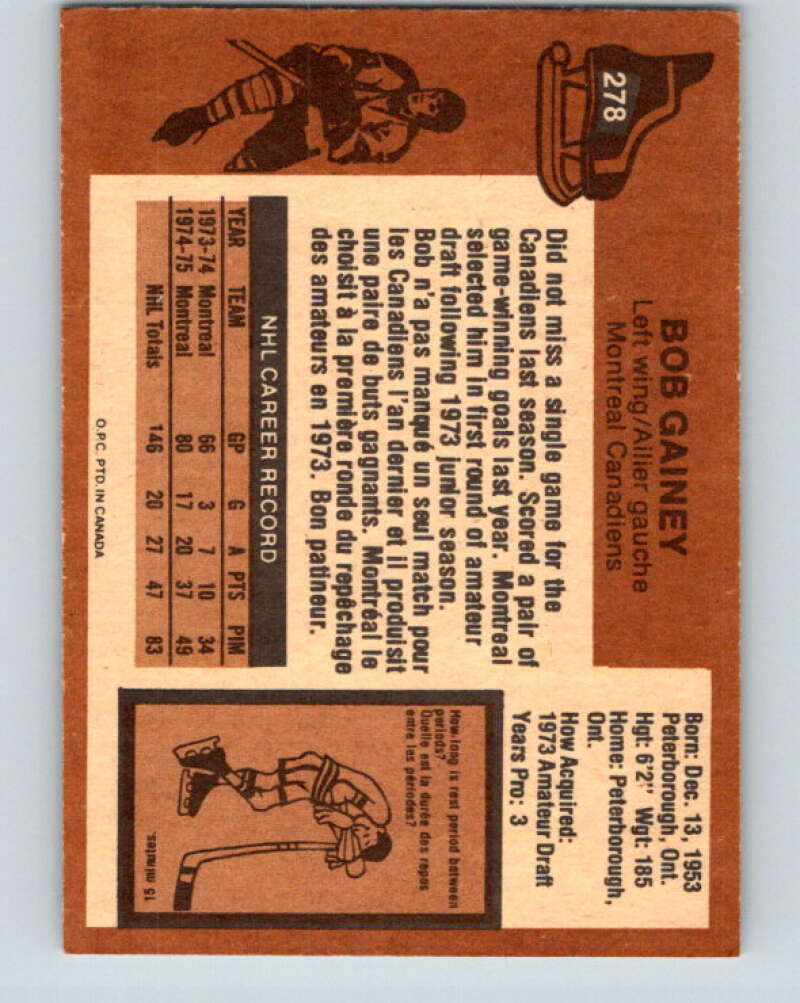 278
BOB GAINEY
Left wing/Ailier gauche
Montreal Canadiens
Born: Dec. 13, 1953
Peterborough, Ont.
Hgt: 6'2" Wgt: 185
Home: Peterborough,
Ont.
How Acquired:
1973 Amateur Draft
Years Pro: 3
Did not miss a single game for the
Canadiens last season. Scored a pair of
game-winning goals last year. Montreal
selected him in first round of amateur
draft following 1973 junior season.
Bob n'a pas manqué un seul match pour
les Canadiens l'an dernier et il produisit
une paire de buts gagnants. Montréal le
choisit à la première ronde du repêchage
des amateurs en 1973. Bon patineur.
NHL CAREER RECORD
YEAR TEAM GP G A PTS PIM
1973-74 Montreal 66 3 7 10 34
1974-75 Montreal 80 17 20 37 49
NHL Totals 146 20 27 47 83
O.P.C. PTD. IN CANADA
How long is rest period between
periods?
Quelle est la durée des repos
entre les périodes?
15 minutes.